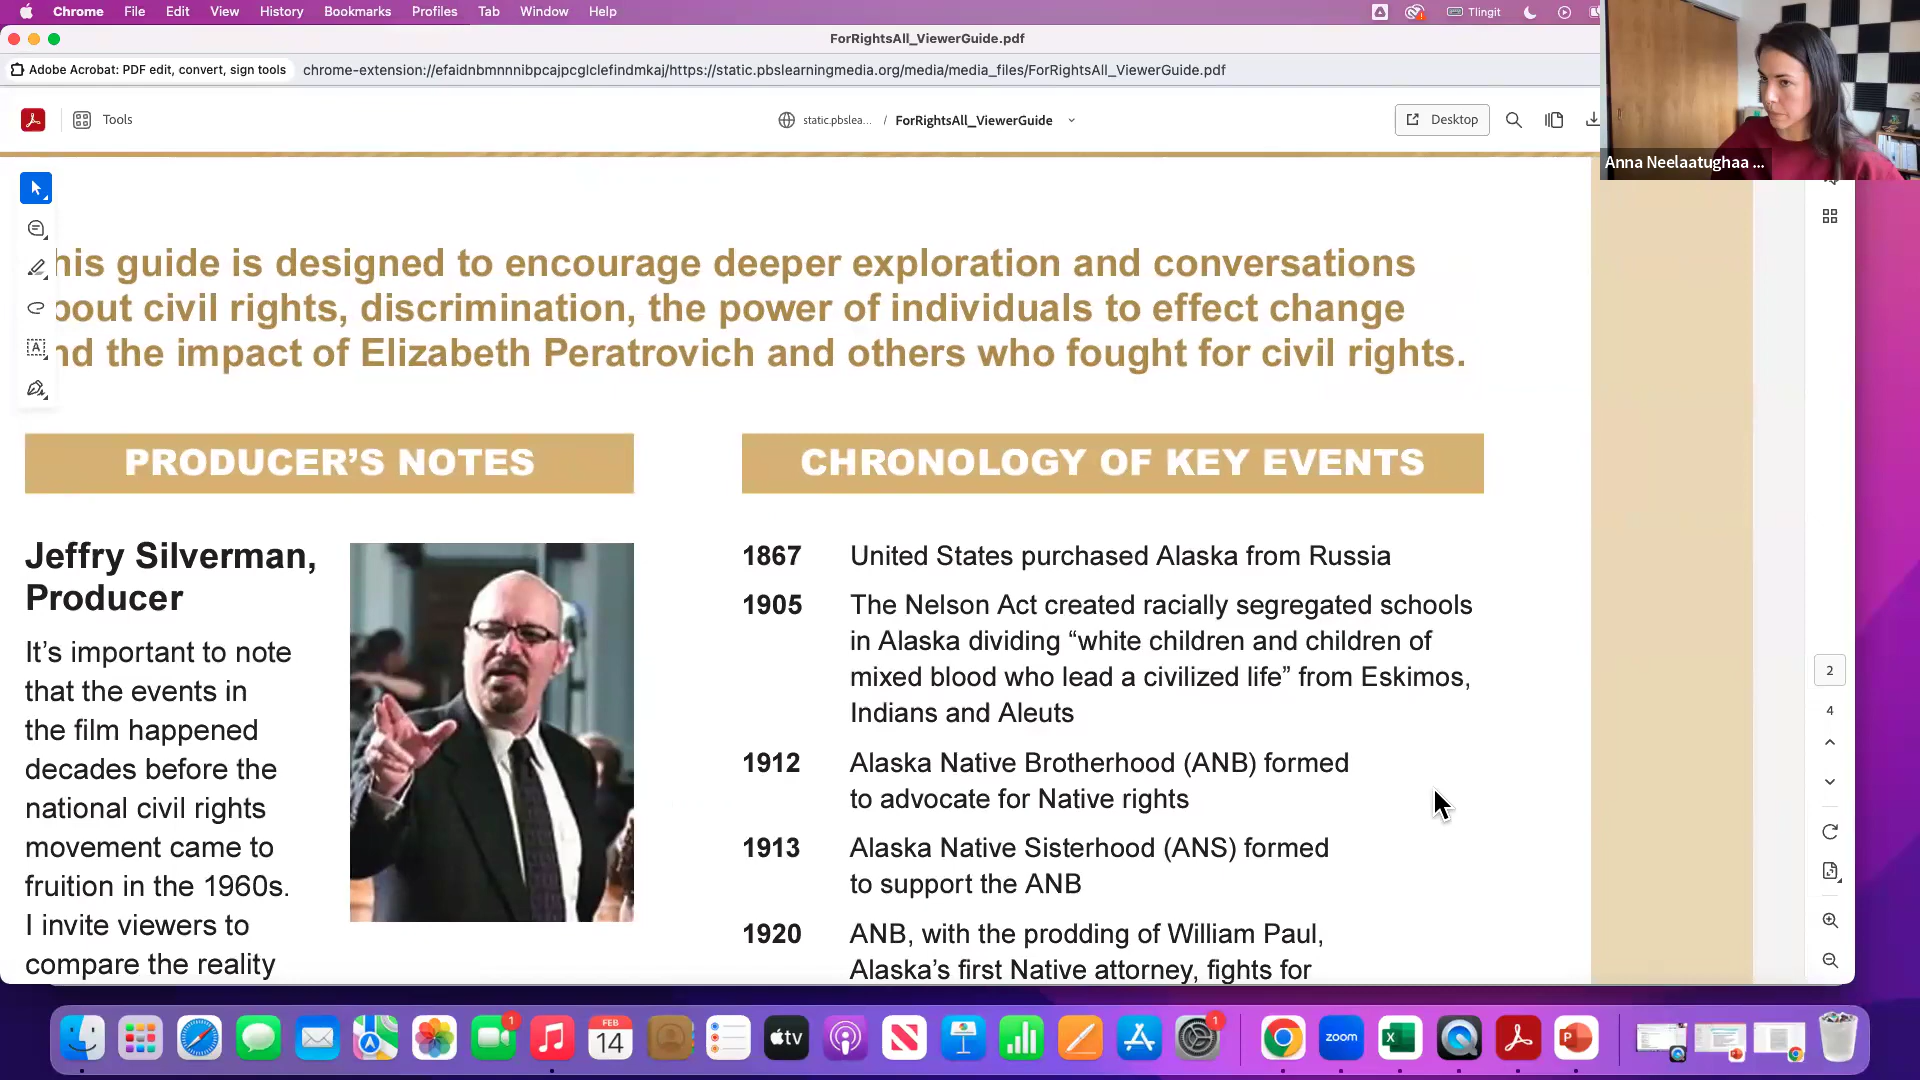 Chrome File Edit View History Bookmarks Profiles Tab Window Help Tlingit
ForRightsAll_ViewerGuide.pdf
Adobe Acrobat: PDF edit, convert, sign tools chrome-extension://efaidnbmnnnibpcajpcglclefindmkaj/https://static.pbslearningmedia.org/media/media_files/ForRightsAll_ViewerGuide.pdf
Tools static.pbslea... / ForRightsAll_ViewerGuide Desktop
Anna Neelaatughaa ...
his guide is designed to encourage deeper exploration and conversations
bout civil rights, discrimination, the power of individuals to effect change
nd the impact of Elizabeth Peratrovich and others who fought for civil rights.
PRODUCER’S NOTES
Jeffry Silverman,
Producer
It’s important to note
that the events in
the film happened
decades before the
national civil rights
movement came to
fruition in the 1960s.
I invite viewers to
compare the reality
CHRONOLOGY OF KEY EVENTS
1867 United States purchased Alaska from Russia
1905 The Nelson Act created racially segregated schools
in Alaska dividing “white children and children of
mixed blood who lead a civilized life” from Eskimos,
Indians and Aleuts
1912 Alaska Native Brotherhood (ANB) formed
to advocate for Native rights
1913 Alaska Native Sisterhood (ANS) formed
to support the ANB
1920 ANB, with the prodding of William Paul,
Alaska’s first Native attorney, fights for
2
4
1 FEB 14 tv 1 zoom